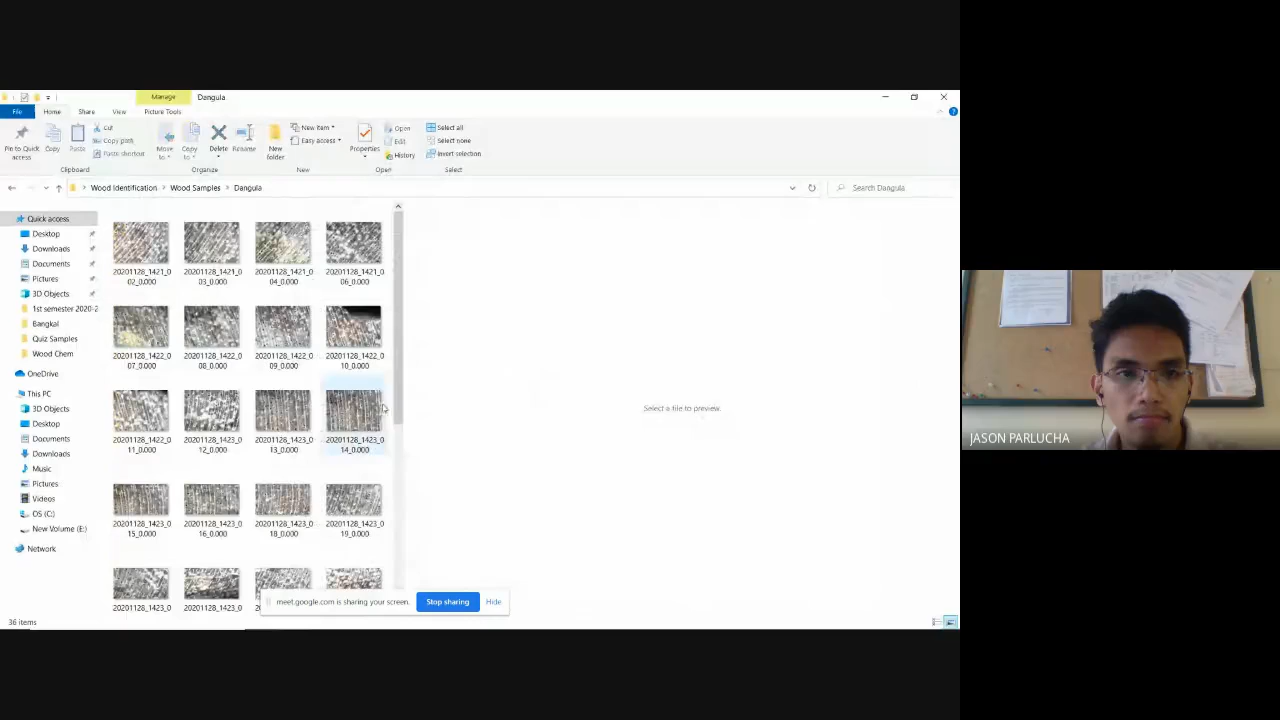 Manage
Dangula
File
Home
Share
View
Picture Tools
Pin to Quick access
Copy
Paste
Cut
Copy path
Paste shortcut
Move to
Copy to
Delete
Rename
New folder
New item
Easy access
Properties
Open
Edit
History
Select all
Select none
Invert selection
Clipboard
Organize
New
Open
Select
Wood Identification
Wood Samples
Dangula
Search Dangula
Quick access
Desktop
Downloads
Documents
Pictures
3D Objects
1st semester 2020-2
Bangkal
Quiz Samples
Wood Chem
OneDrive
This PC
3D Objects
Desktop
Documents
Downloads
Music
Pictures
Videos
OS (C:)
New Volume (E:)
Network
20201128_1421_0 20201128_1421_0 20201128_1421_0 20201128_1421_0
02_0.000 03_0.000 04_0.000 06_0.000
20201128_1422_0 20201128_1422_0 20201128_1422_0 20201128_1422_0
07_0.000 08_0.000 09_0.000 10_0.000
20201128_1422_0 20201128_1423_0 20201128_1423_0 20201128_1423_0
11_0.000 12_0.000 13_0.000 14_0.000
20201128_1423_0 20201128_1423_0 20201128_1423_0 20201128_1423_0
15_0.000 16_0.000 18_0.000 19_0.000
20201128_1423_0 20201128_1423_0
Select a file to preview.
meet.google.com is sharing your screen.
Stop sharing
Hide
36 items
JASON PARLUCHA